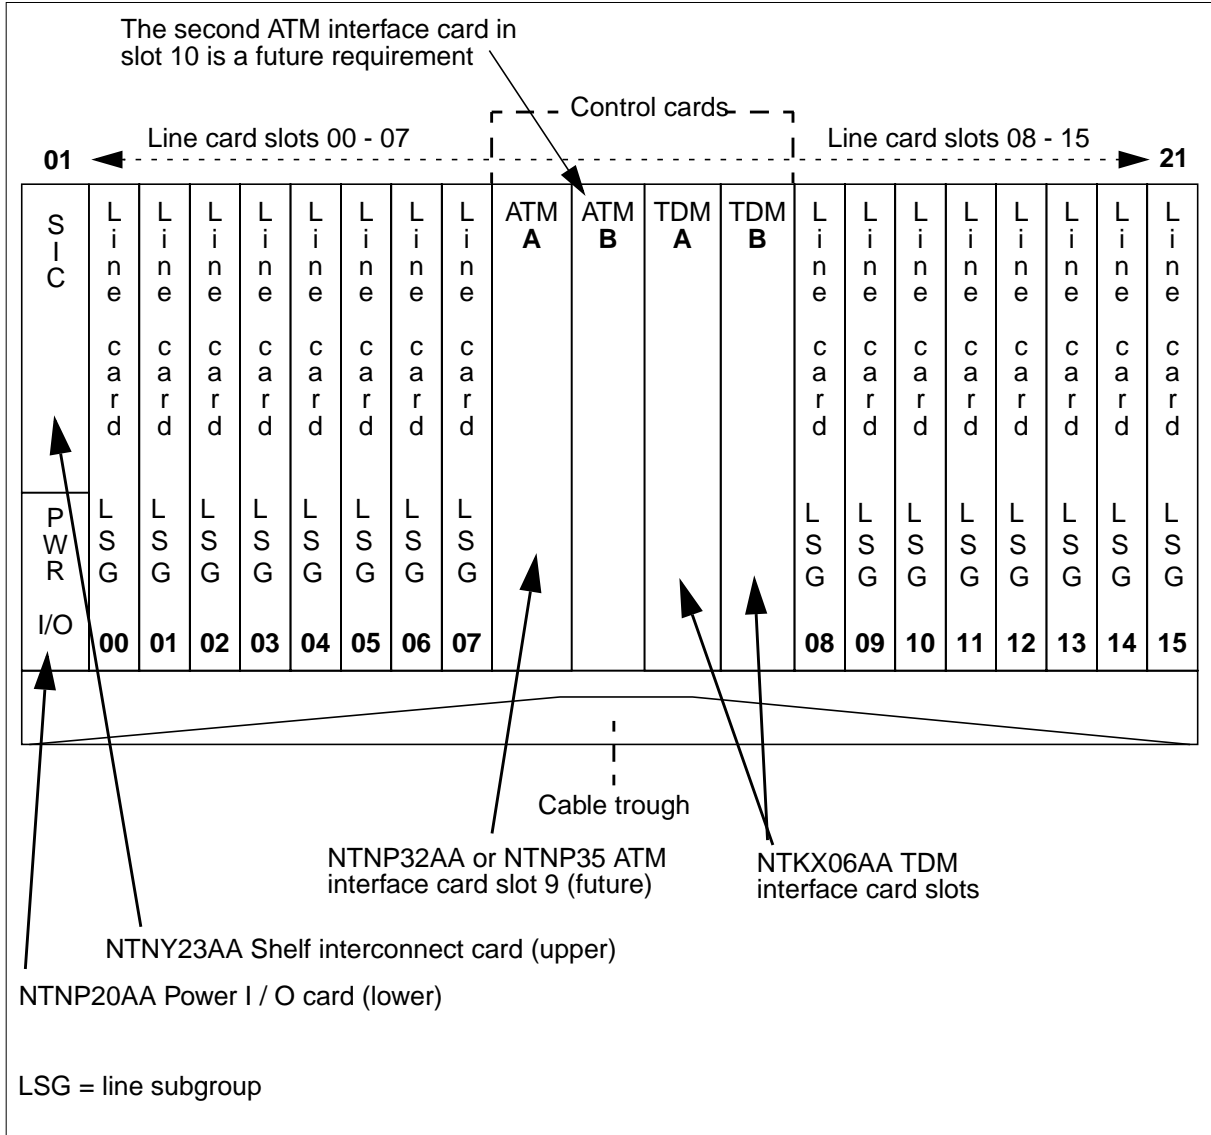 The second ATM interface card in
slot 10 is a future requirement
Control cards
Line card slots 00 - 07
Line card slots 08 - 15
01
21
SIC
Line card
Line card
Line card
Line card
Line card
Line card
Line card
Line card
ATM A
ATM B
TDM A
TDM B
Line card
Line card
Line card
Line card
Line card
Line card
Line card
Line card
PWR I/O
LSG 00
LSG 01
LSG 02
LSG 03
LSG 04
LSG 05
LSG 06
LSG 07
LSG 08
LSG 09
LSG 10
LSG 11
LSG 12
LSG 13
LSG 14
LSG 15
Cable trough
NTNP32AA or NTNP35 ATM
interface card slot 9 (future)
NTKX06AA TDM
interface card slots
NTNY23AA Shelf interconnect card (upper)
NTNP20AA Power I / O card (lower)
LSG = line subgroup